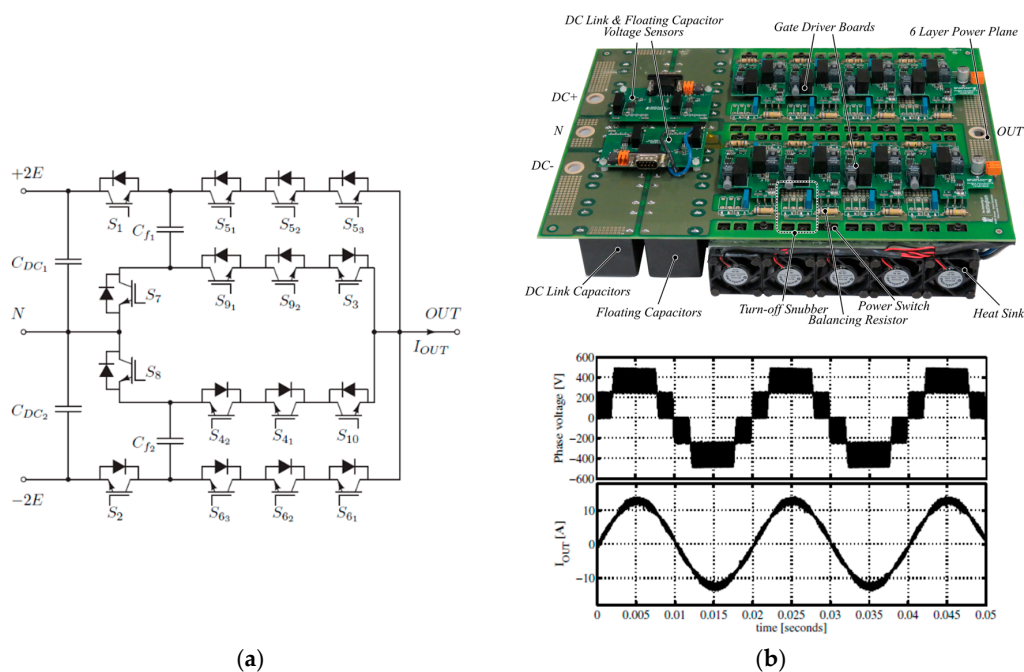 +2E
S1
S51
S52
S53
Cf1
CDC1
S7
S91
S92
S3
N
OUT
IOUT
S8
CDC2
Cf2
S42
S41
S10
-2E
S2
S63
S62
S61
(a)
DC Link & Floating Capacitor
Voltage Sensors
Gate Driver Boards
6 Layer Power Plane
DC+
N
DC-
OUT
DC Link Capacitors
Floating Capacitors
Turn-off Snubber
Balancing Resistor
Power Switch
Heat Sink
Phase voltage [V]
600
400
200
0
-200
-400
-600
IOUT [A]
10
0
-10
0 0.005 0.01 0.015 0.02 0.025 0.03 0.035 0.04 0.045 0.05
time [seconds]
(b)